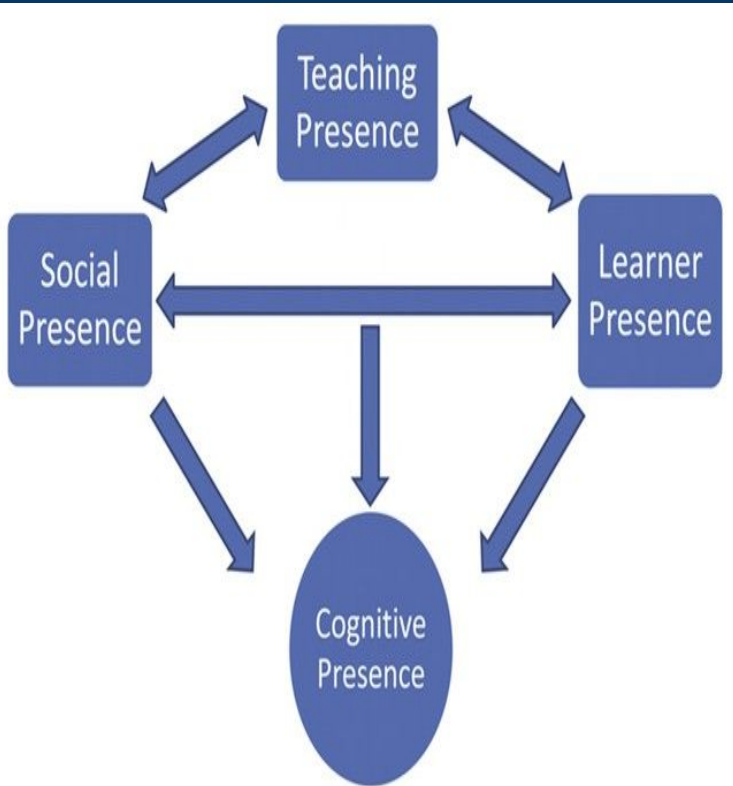 Teaching
Presence
Social
Presence
Learner
Presence
Cognitive
Presence